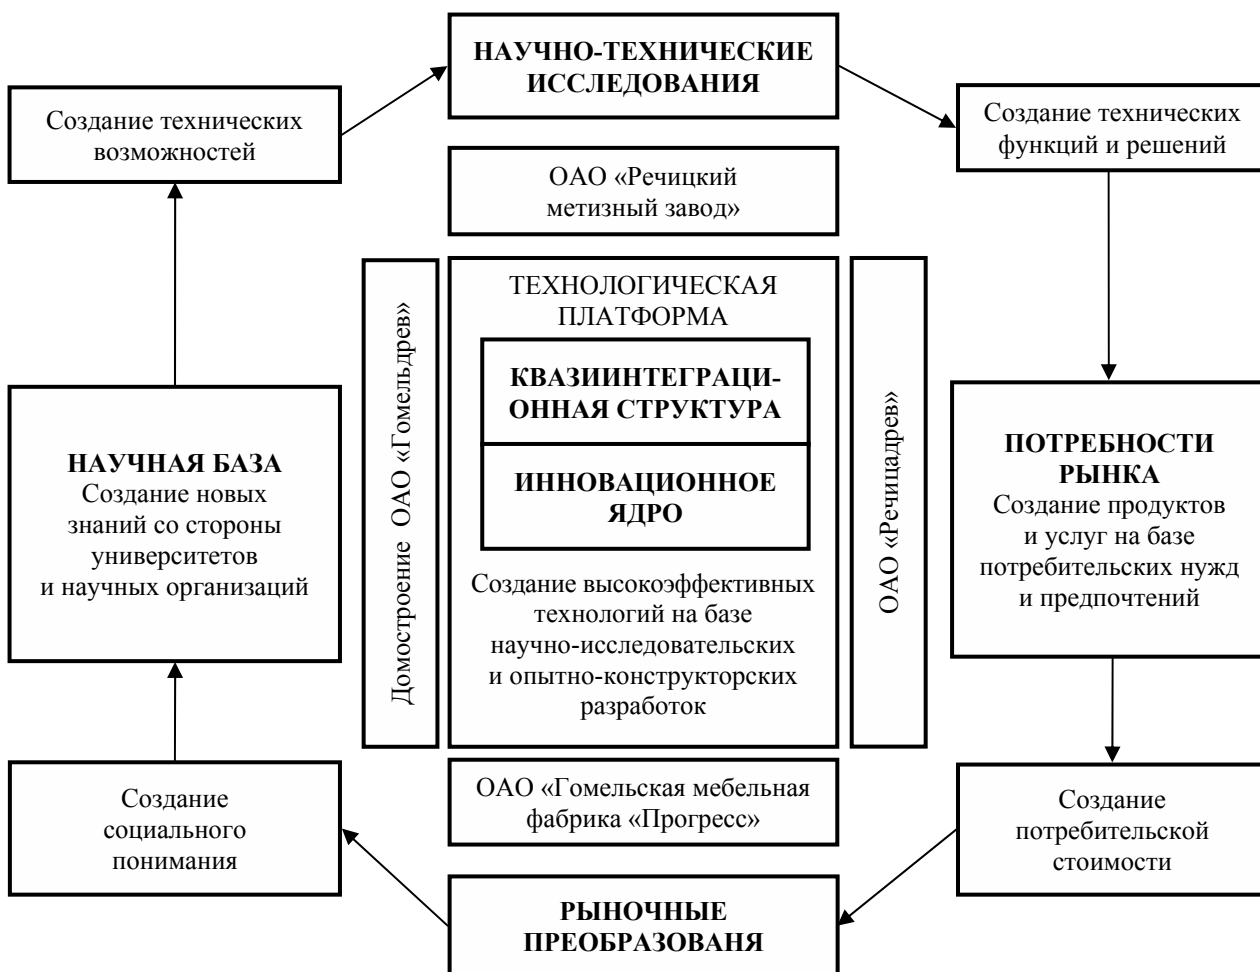 НАУЧНО-ТЕХНИЧЕСКИЕ
ИССЛЕДОВАНИЯ
Создание технических
возможностей
Создание технических
функций и решений
ОАО «Речицкий
метизный завод»
Домостроение ОАО «Гомельдрев»
ТЕХНОЛОГИЧЕСКАЯ
ПЛАТФОРМА
КВАЗИИНТЕГРАЦИ-
ОННАЯ СТРУКТУРА
ИННОВАЦИОННОЕ
ЯДРО
Создание высокоэффективных
технологий на базе
научно-исследовательских
и опытно-конструкторских
разработок
ОАО «Речицадрев»
НАУЧНАЯ БАЗА
Создание новых
знаний со стороны
университетов
и научных организаций
ПОТРЕБНОСТИ
РЫНКА
Создание продуктов
и услуг на базе
потребительских нужд
и предпочтений
Создание
социального
понимания
ОАО «Гомельская мебельная
фабрика «Прогресс»
Создание
потребительской
стоимости
РЫНОЧНЫЕ
ПРЕОБРАЗОВАНЯ